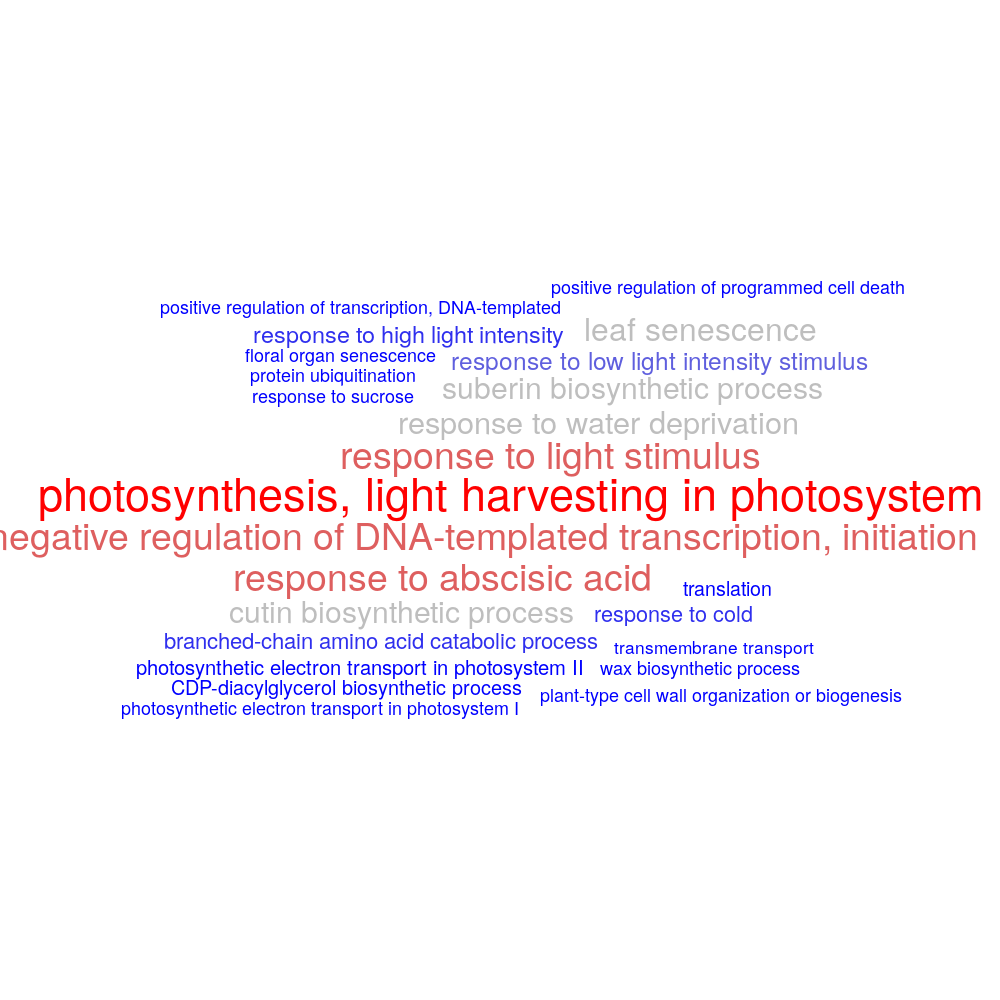 positive regulation of programmed cell death
positive regulation of transcription, DNA-templated
response to high light intensity
leaf senescence
floral organ senescence
response to low light intensity stimulus
protein ubiquitination
suberin biosynthetic process
response to sucrose
response to water deprivation
response to light stimulus
photosynthesis, light harvesting in photosystem
negative regulation of DNA-templated transcription, initiation
response to abscisic acid
translation
cutin biosynthetic process
response to cold
branched-chain amino acid catabolic process
transmembrane transport
photosynthetic electron transport in photosystem II
wax biosynthetic process
CDP-diacylglycerol biosynthetic process
plant-type cell wall organization or biogenesis
photosynthetic electron transport in photosystem I